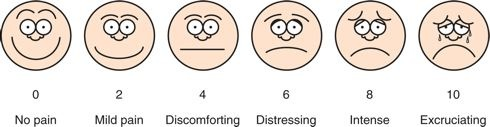 0 2 4 6 8 10
No pain Mild pain Discomforting Distressing Intense Excruciating